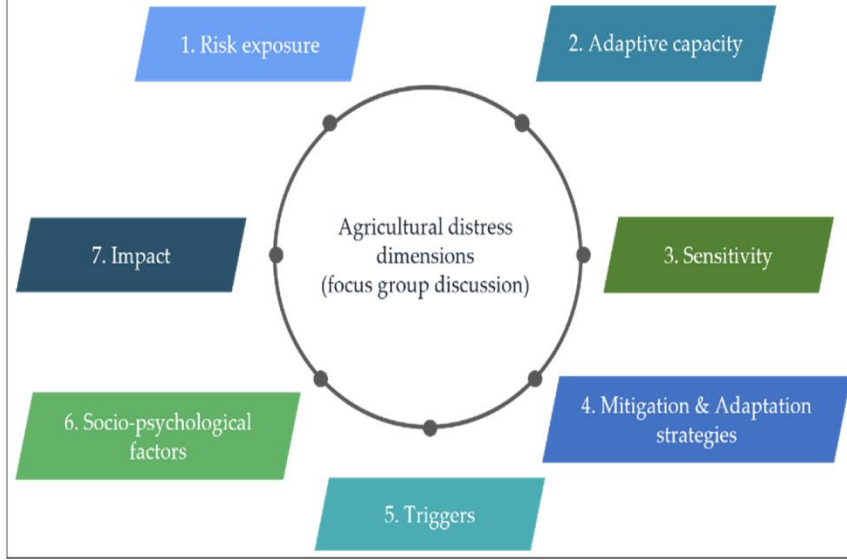 1. Risk exposure
2. Adaptive capacity
Agricultural distress
dimensions
(focus group discussion)
3. Sensitivity
4. Mitigation & Adaptation
strategies
5. Triggers
6. Socio-psychological
factors
7. Impact